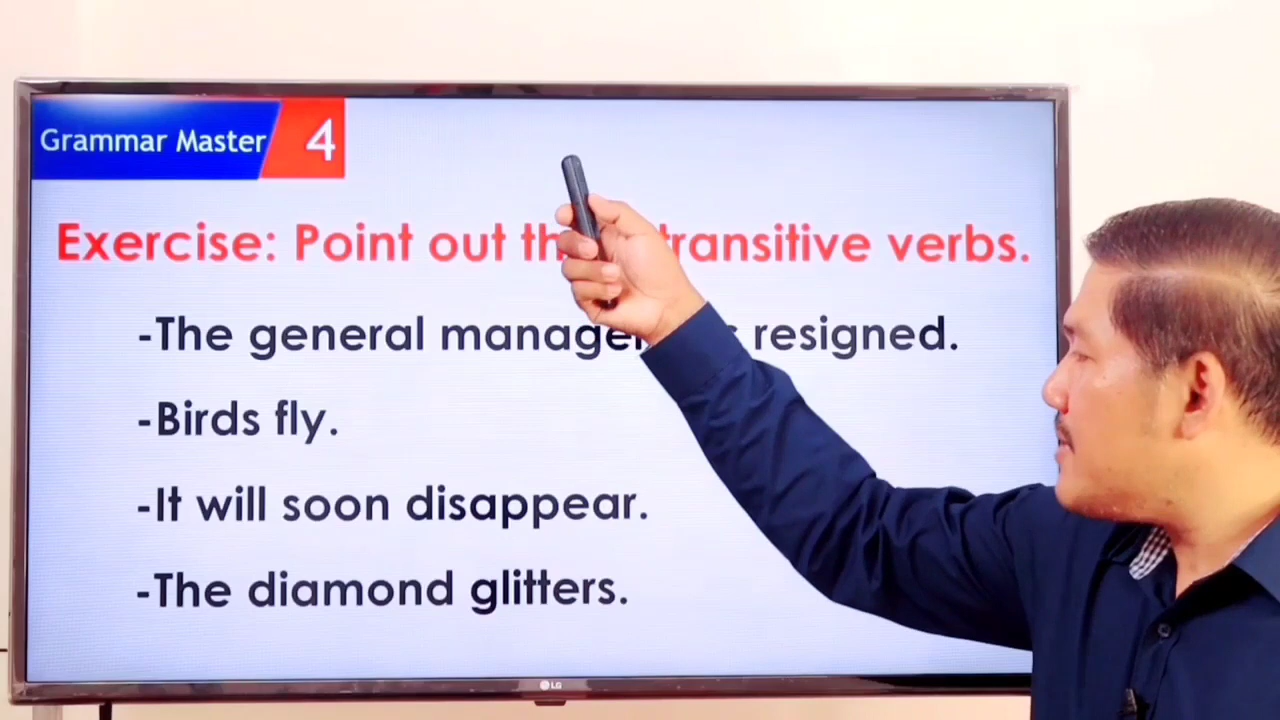 Grammar Master 4
Exercise: Point out th transitive verbs.
-The general manager s resigned.
-Birds fly.
-It will soon disappear.
-The diamond glitters.
LG